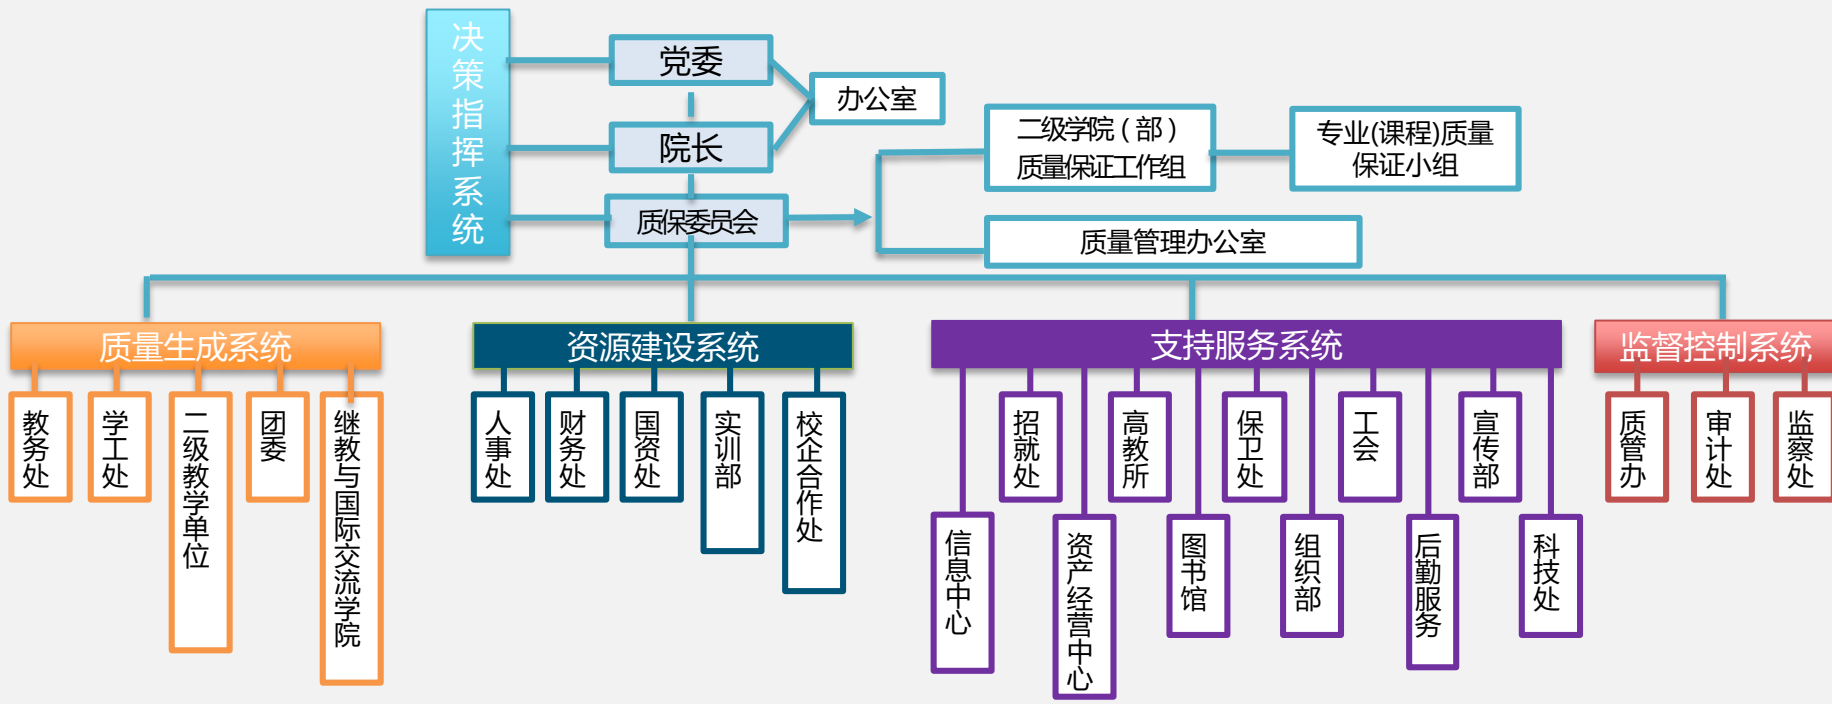 决策指挥系统
党委
办公室
院长
质保委员会
二级学院（部）
质量保证工作组
专业(课程)质量
保证小组
质量管理办公室
质量生成系统
资源建设系统
支持服务系统
监督控制系统
教务处
学工处
二级教学单位
团委
继教与国际交流学院
人事处
财务处
国资处
实训部
校企合作处
信息中心
招就处
资产经营中心
高教所
图书馆
保卫处
组织部
工会
后勤服务
宣传部
科技处
质管办
审计处
监察处